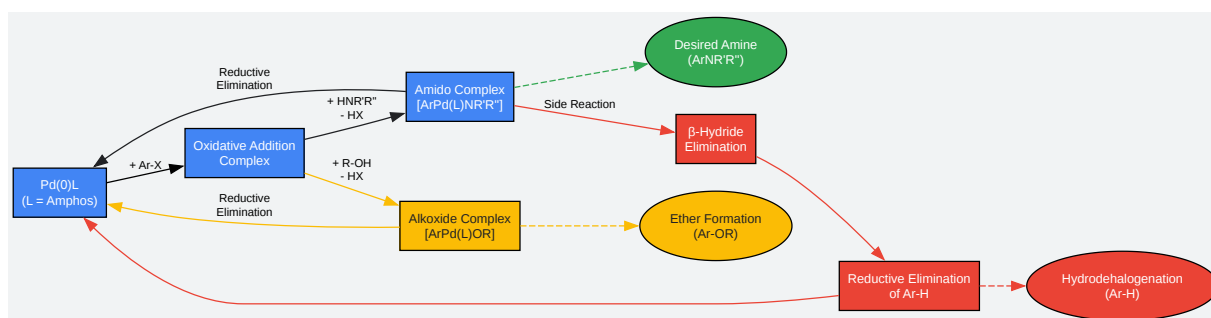 Desired Amine
(ArNR'R'')
Reductive
Elimination
Amido Complex
[ArPd(L)NR'R'']
+ HNR'R''
- HX
Side Reaction
β-Hydride
Elimination
Oxidative Addition
Complex
+ Ar-X
+ R-OH
- HX
Pd(0)L
(L = Amphos)
Reductive
Elimination
Alkoxide Complex
[ArPd(L)OR]
Ether Formation
(Ar-OR)
Reductive Elimination
of Ar-H
Hydrodehalogenation
(Ar-H)